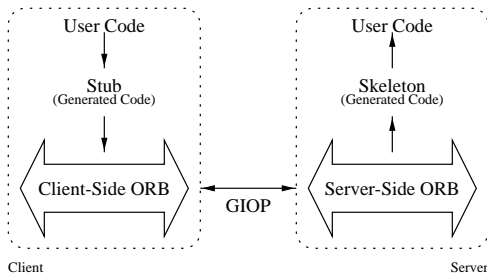 User Code
Stub
(Generated Code)
Client-Side ORB
Client
GIOP
User Code
Skeleton
(Generated Code)
Server-Side ORB
Server